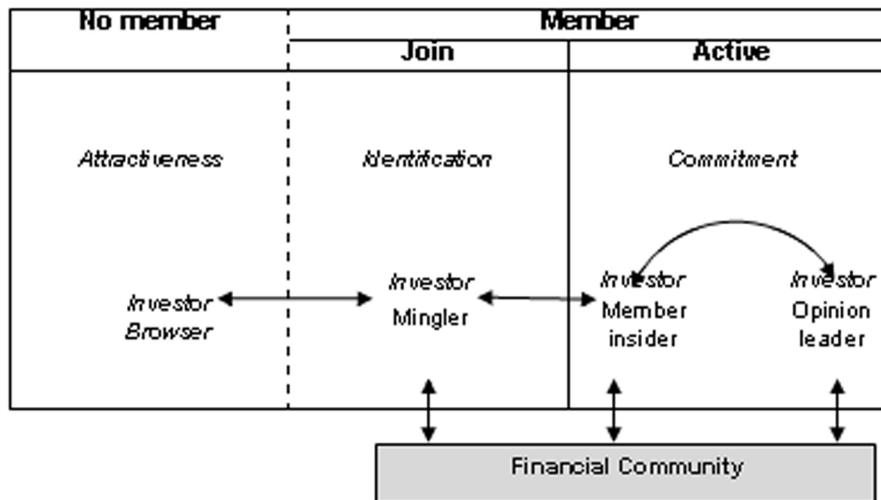 No member
Member
Join
Active
Attractiveness
Identification
Commitment
Investor
Browser
Investor
Mingler
Investor
Member
insider
Investor
Opinion
leader
Financial Community